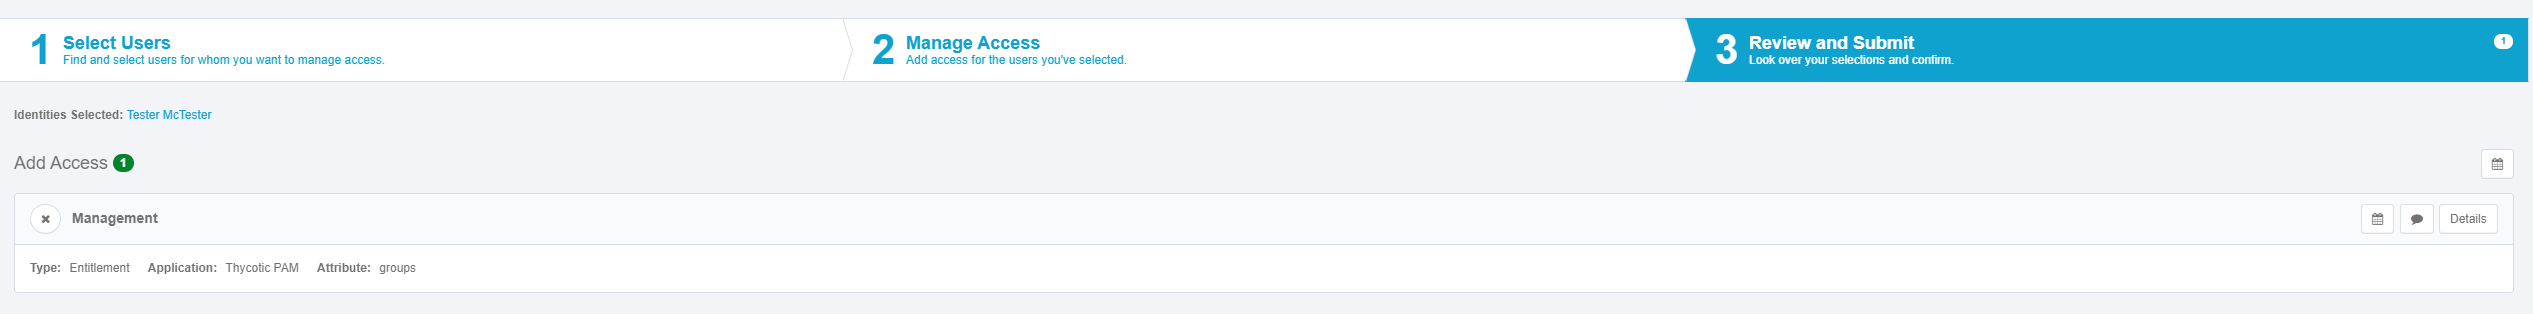 1 Select Users
Find and select users for whom you want to manage access.
2 Manage Access
Add access for the users you've selected.
3 Review and Submit
Look over your selections and confirm.
1
Identities Selected: Tester McTester
Add Access 1
Management
Details
Type: Entitlement Application: Thycotic PAM Attribute: groups